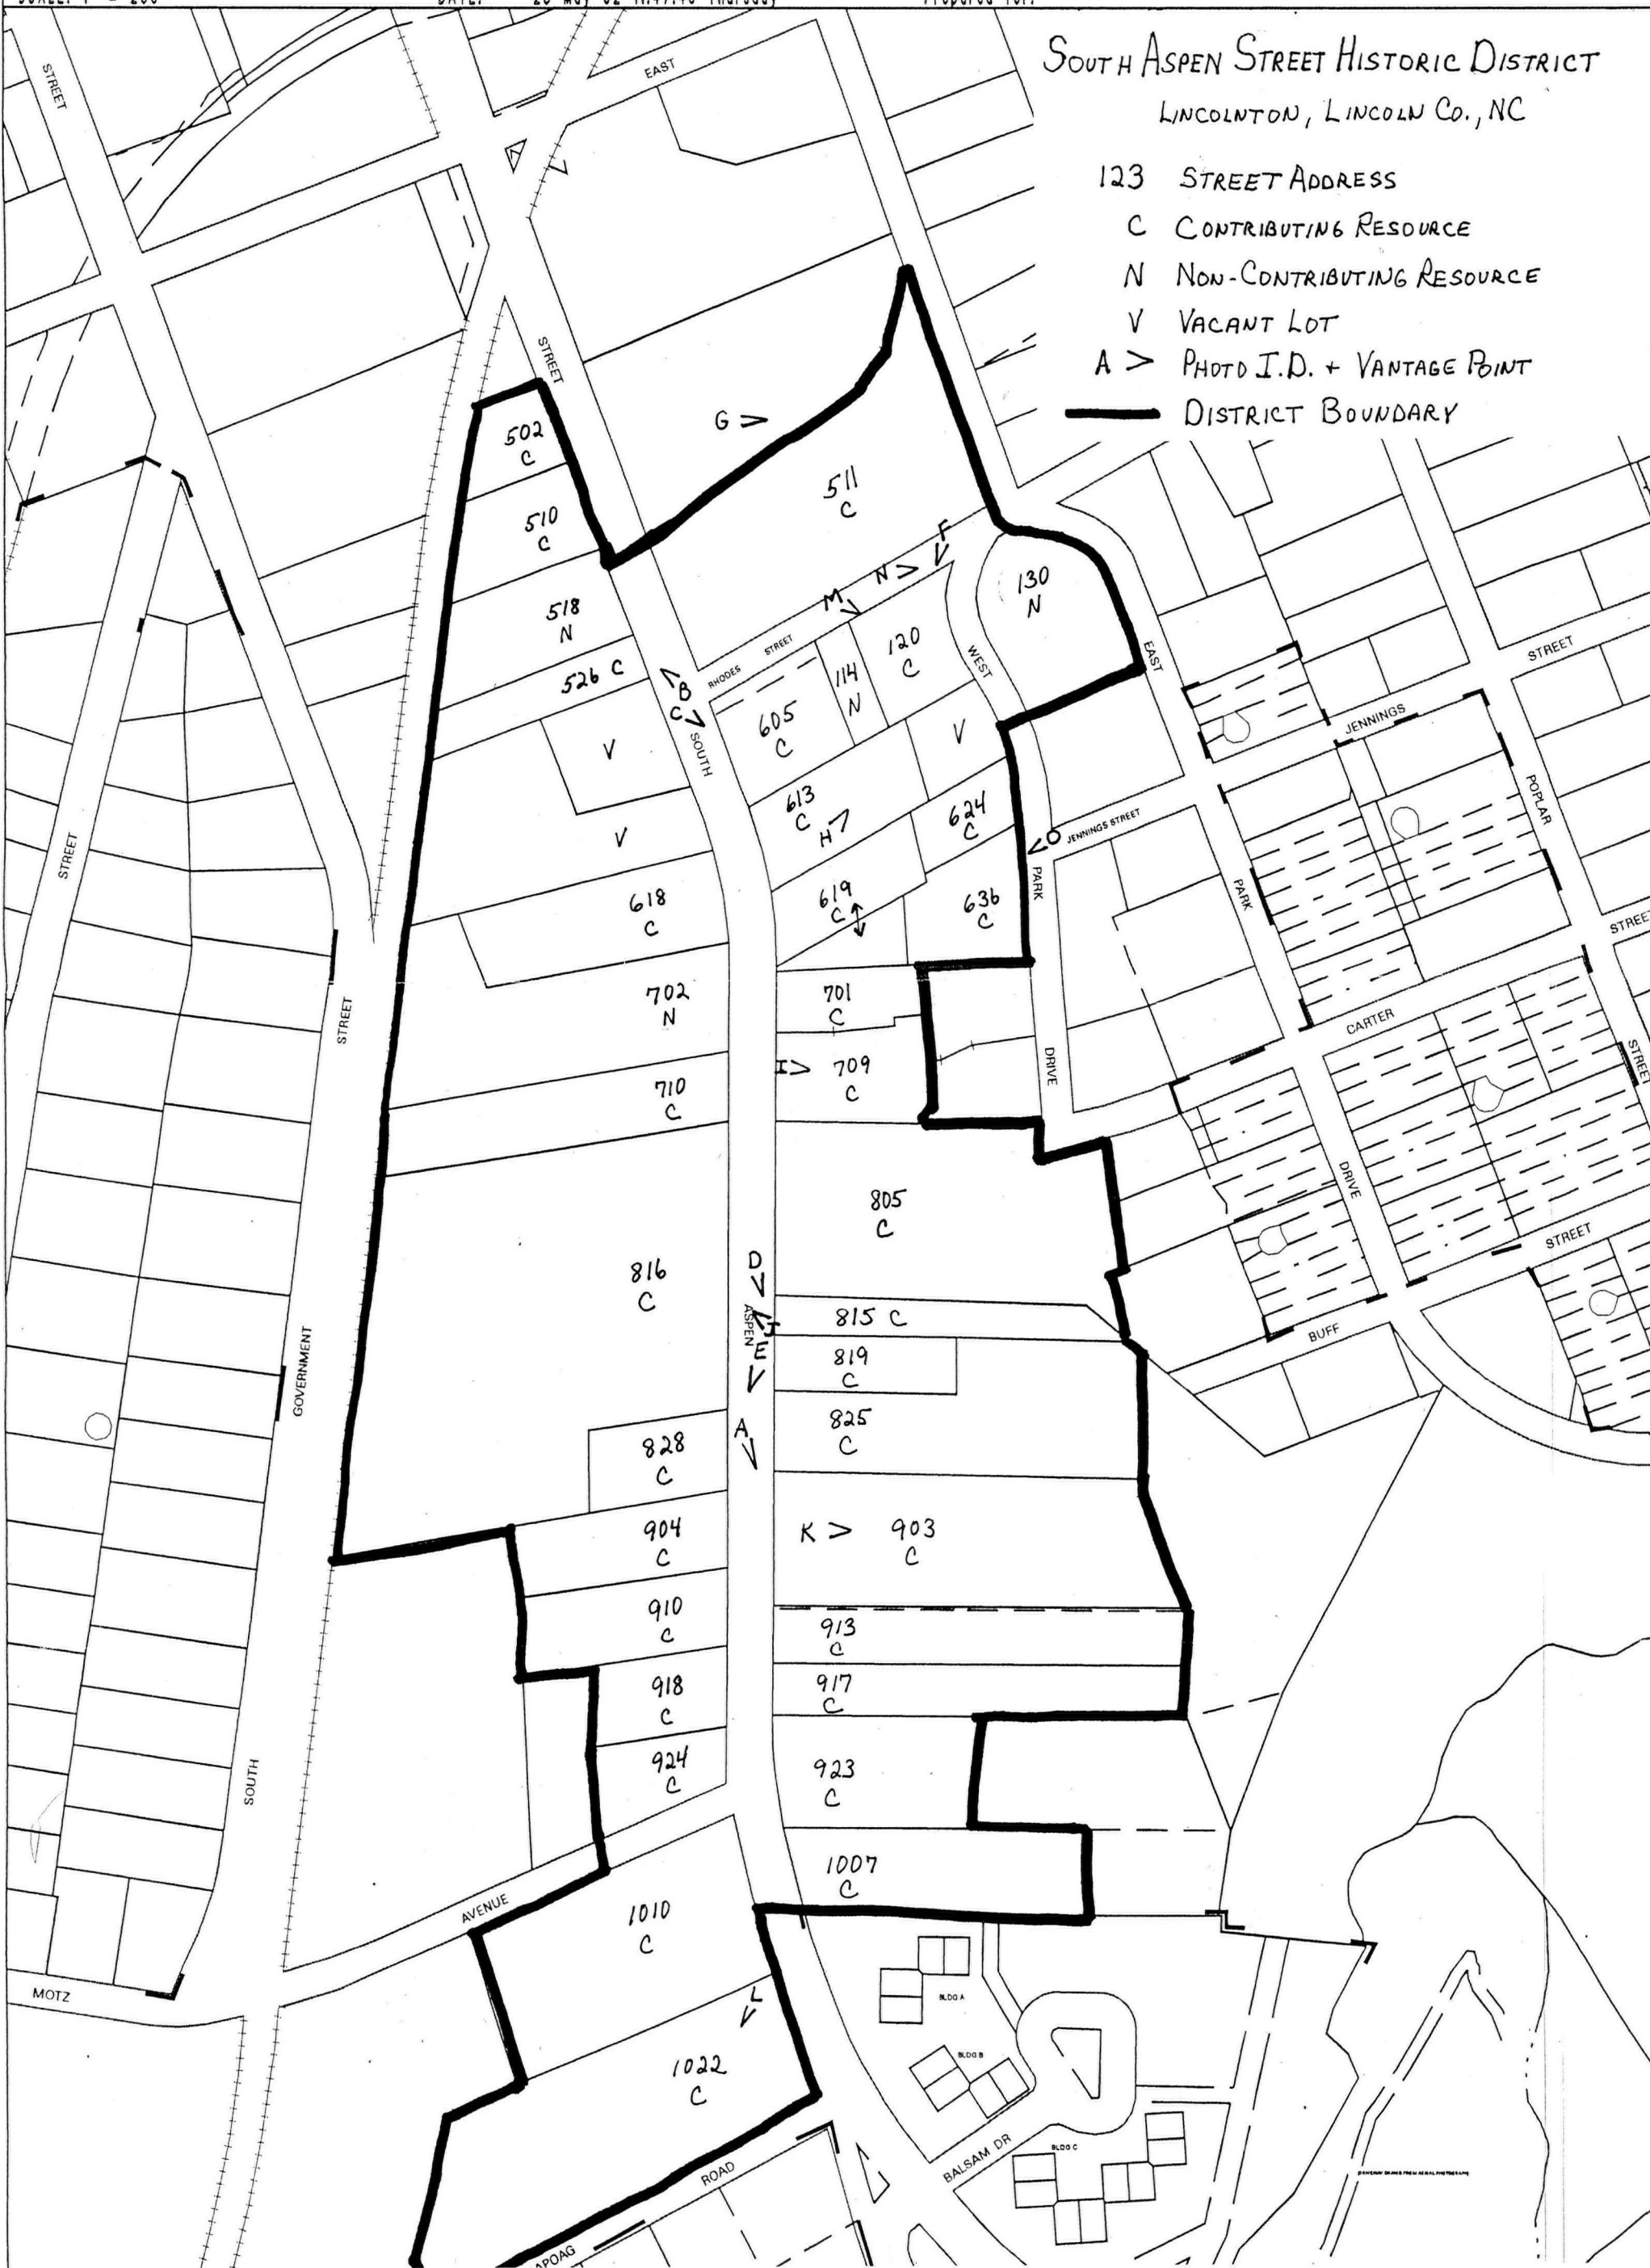 SOUTH ASPEN STREET HISTORIC DISTRICT
LINCOLNTON, LINCOLN CO., NC
123 STREET ADDRESS
C CONTRIBUTING RESOURCE
N NON-CONTRIBUTING RESOURCE
V VACANT LOT
A > PHOTO I.D. + VANTAGE POINT
DISTRICT BOUNDARY
STREET
EAST
STREET
502
C
G >
511
C
510
C
F
N >
M
130
N
518
N
120
C
WEST
EAST
STREET
RHODES STREET
114
N
526 C
B
C
SOUTH
605
C
V
V
JENNINGS
POPLAR
613
C
H
624
C
JENNINGS STREET
O
V
STREET
PARK
PARK
618
C
619
C
636
C
702
N
701
C
STREET
CARTER
DRIVE
STREET
I >
709
C
710
C
DRIVE
805
C
STREET
816
C
D
ASPEN
J
815 C
BUFF
E
819
C
GOVERNMENT
825
C
A
828
C
904
C
K >
903
C
910
C
913
C
918
C
917
C
SOUTH
924
C
923
C
1007
C
AVENUE
1010
C
MOTZ
BLDG A
L
BLDG B
1022
C
BLDG C
BALSAM DR
ROAD
APOAG